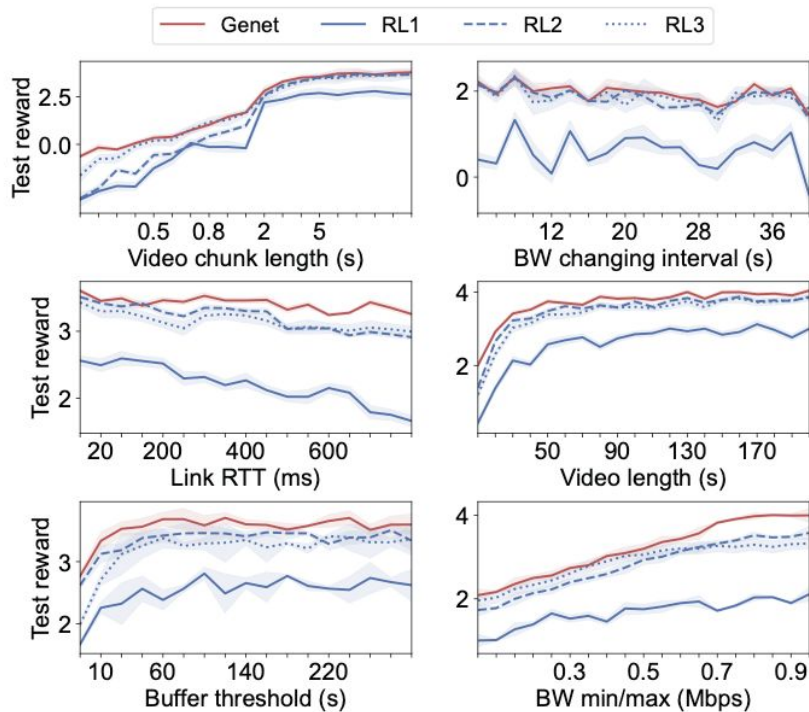 Genet RL1 RL2 RL3
Test reward
2.5
0.0
0.5 0.8 2 5
Video chunk length (s)
2
0
12 20 28 36
BW changing interval (s)
Test reward
3
2
20 200 400 600
Link RTT (ms)
4
2
50 90 130 170
Video length (s)
Test reward
3
2
10 60 140 220
Buffer threshold (s)
4
2
0.3 0.5 0.7 0.9
BW min/max (Mbps)